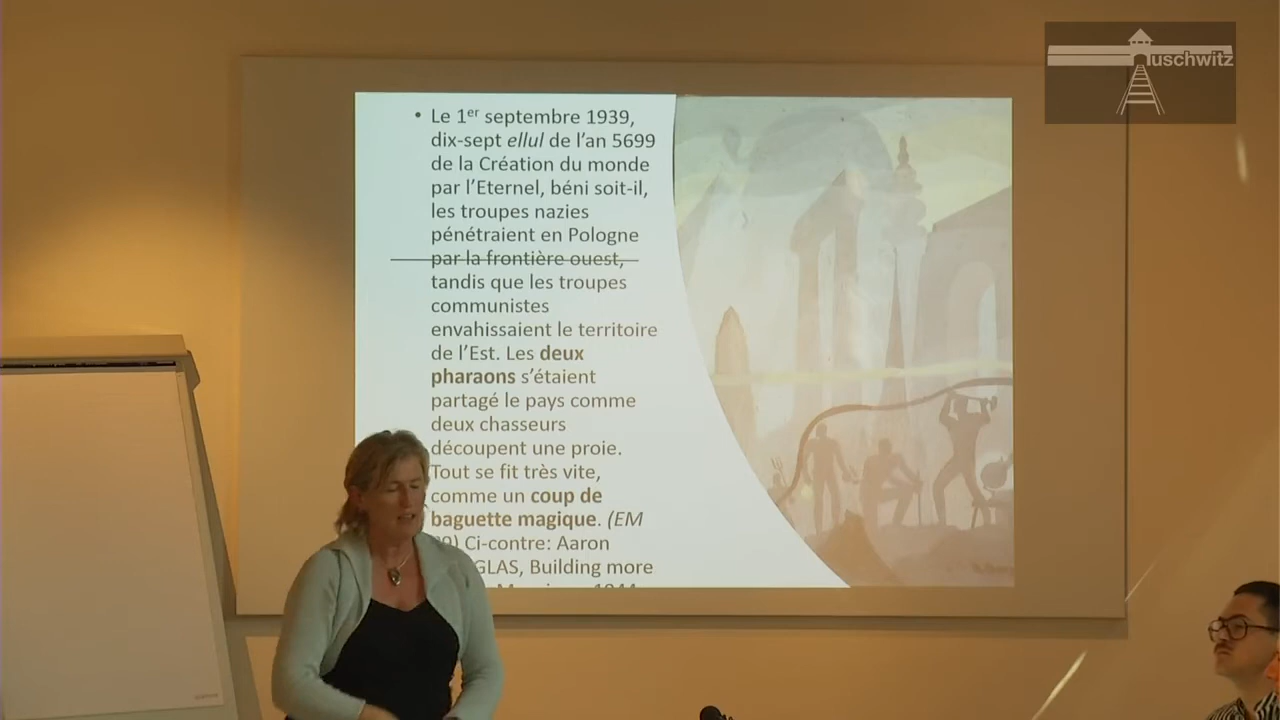 uschwitz
• Le 1er septembre 1939,
dix-sept ellul de l'an 5699
de la Création du monde
par l'Eternel, béni soit-il,
les troupes nazies
pénétraient en Pologne
par la frontière ouest,
tandis que les troupes
communistes
envahissaient le territoire
de l'Est. Les deux
pharaons s'étaient
partagé le pays comme
deux chasseurs
découpent une proie.
Tout se fit très vite,
comme un coup de
baguette magique. (EM
9) Ci-contre: Aaron
GLAS, Building more